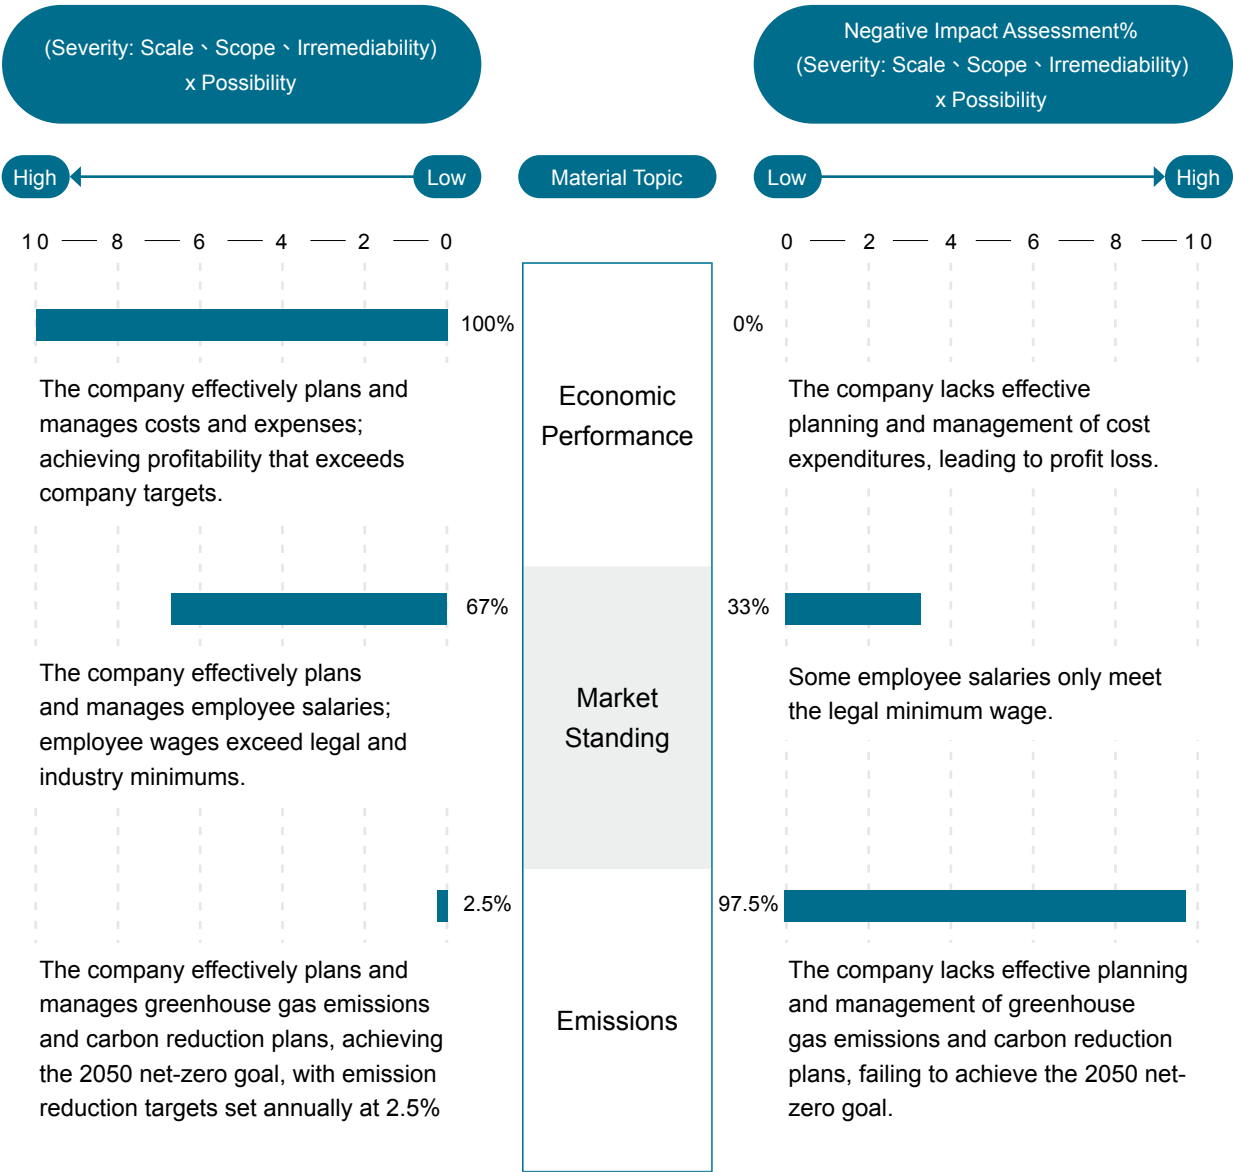 (Severity: Scale、Scope、Irremediability)
x Possibility
Negative Impact Assessment%
(Severity: Scale、Scope、Irremediability)
x Possibility
High
Low
Material Topic
Low
High
10 8 6 4 2 0
0 2 4 6 8 10
100%
0%
The company effectively plans and
manages costs and expenses;
achieving profitability that exceeds
company targets.
Economic
Performance
The company lacks effective
planning and management of cost
expenditures, leading to profit loss.
67%
33%
The company effectively plans
and manages employee salaries;
employee wages exceed legal and
industry minimums.
Market
Standing
Some employee salaries only meet
the legal minimum wage.
2.5%
97.5%
The company effectively plans and
manages greenhouse gas emissions
and carbon reduction plans, achieving
the 2050 net-zero goal, with emission
reduction targets set annually at 2.5%
Emissions
The company lacks effective planning
and management of greenhouse
gas emissions and carbon reduction
plans, failing to achieve the 2050 net-
zero goal.